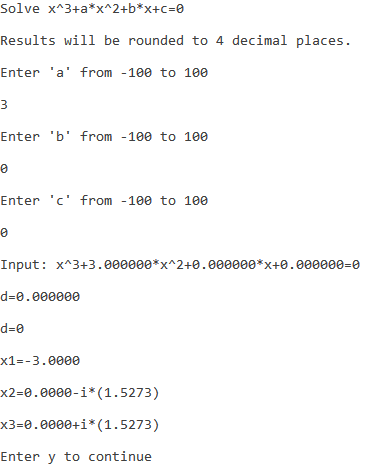 Solve x^3+a*x^2+b*x+c=0
Results will be rounded to 4 decimal places.
Enter 'a' from -100 to 100
3
Enter 'b' from -100 to 100
0
Enter 'c' from -100 to 100
0
Input: x^3+3.000000*x^2+0.000000*x+0.000000=0
d=0.000000
d=0
x1=-3.0000
x2=0.0000-i*(1.5273)
x3=0.0000+i*(1.5273)
Enter y to continue